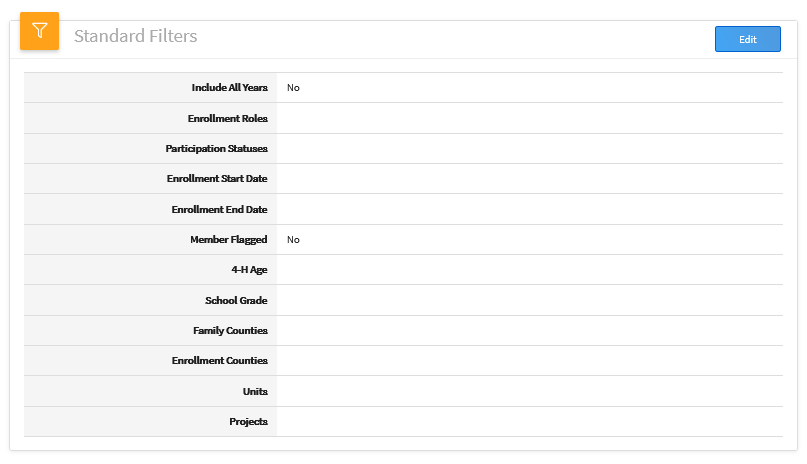 Standard Filters
Edit
Include All Years No
Enrollment Roles
Participation Statuses
Enrollment Start Date
Enrollment End Date
Member Flagged No
4-H Age
School Grade
Family Counties
Enrollment Counties
Units
Projects